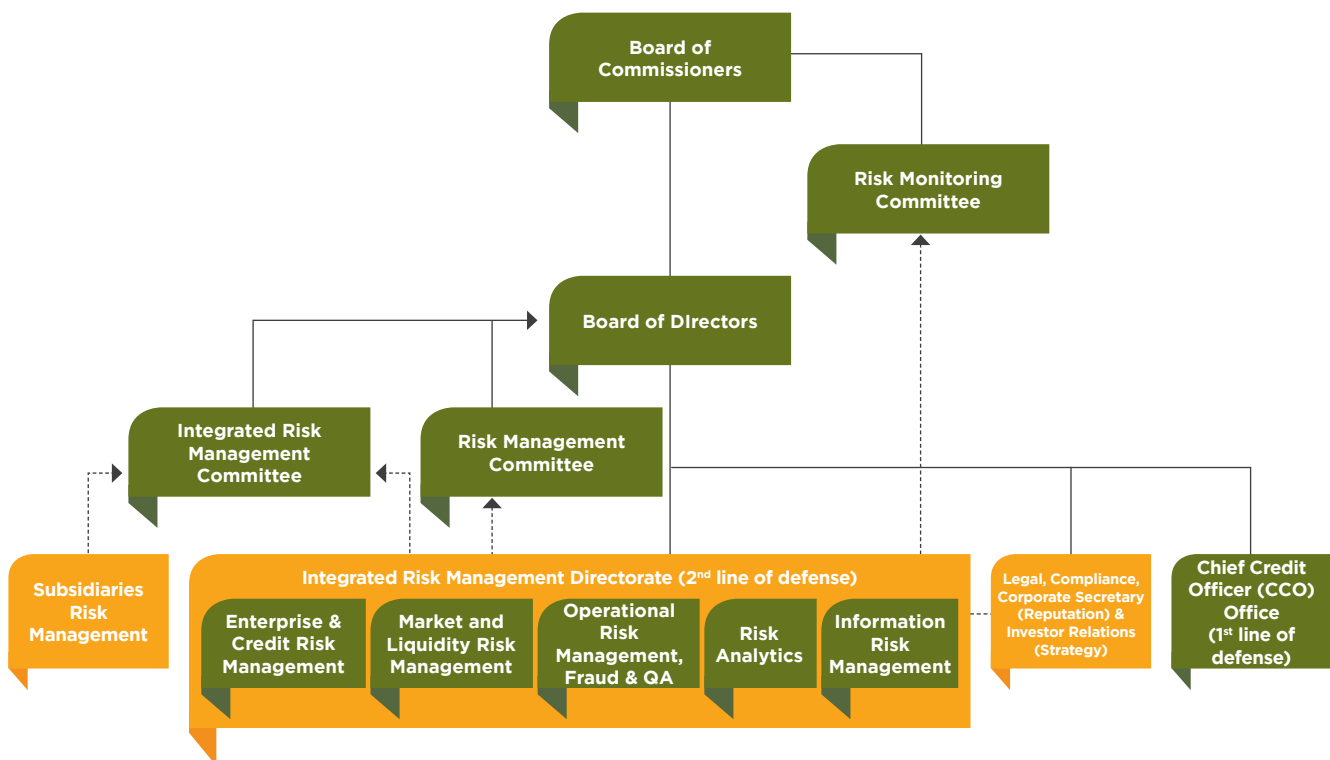 Board of
Commissioners
Risk Monitoring
Committee
Board of DIrectors
Integrated Risk
Management
Committee
Risk Management
Committee
Subsidiaries
Risk
Management
Integrated Risk Management Directorate (2nd line of defense)
Enterprise &
Credit Risk
Management
Market and
Liquidity Risk
Management
Operational
Risk
Management,
Fraud & QA
Risk
Analytics
Information
Risk
Management
Legal, Compliance,
Corporate Secretary
(Reputation) &
Investor Relations
(Strategy)
Chief Credit
Officer (CCO)
Office
(1st line of
defense)